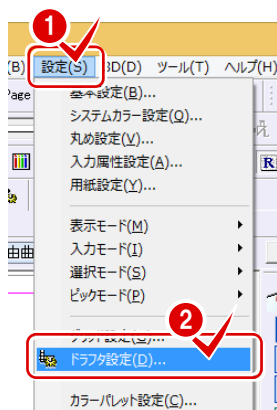 1
(B) 設定(S) 3D(D) ツール(T) ヘルプ(H)
Page
基本設定(B)...
システムカラー設定(Q)...
丸め設定(V)...
入力属性設定(A)...
用紙設定(Y)...
表示モード(M)
入力モード(I)
選択モード(S)
ピックモード(P)
2
ドラフタ設定(D)...
カラーパレット設定(C)...